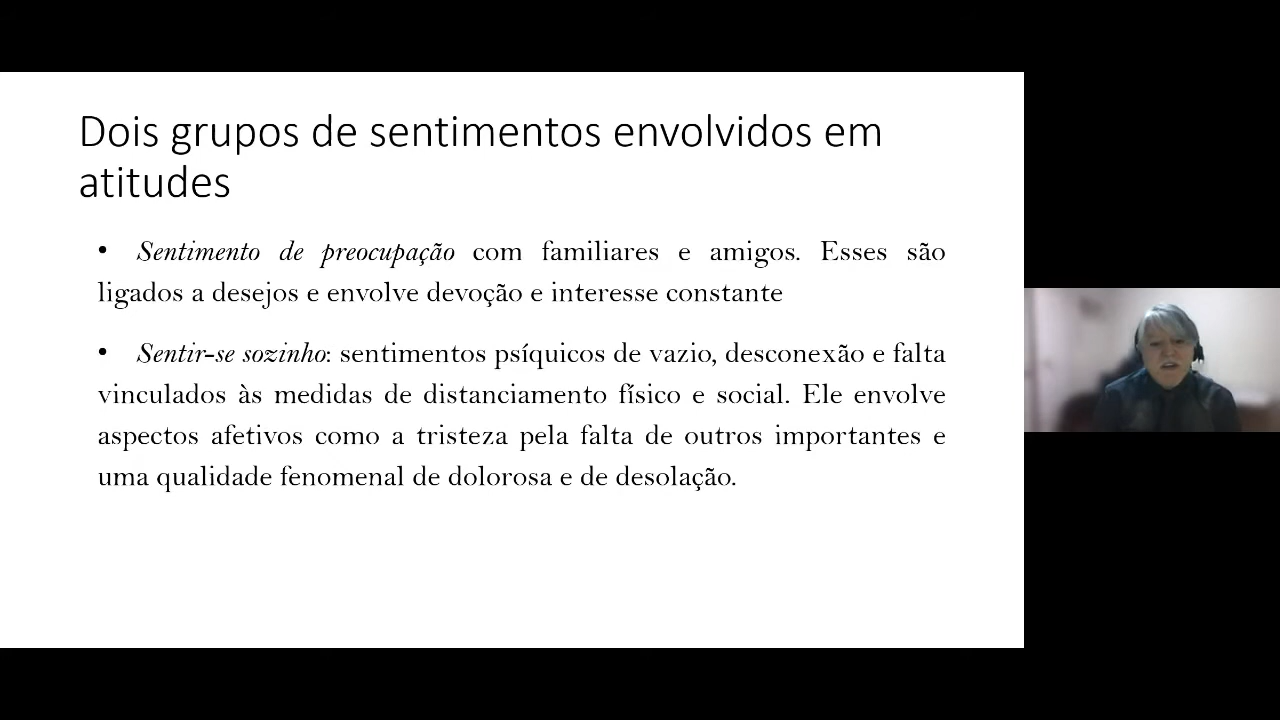 Dois grupos de sentimentos envolvidos em
atitudes
• Sentimento de preocupação com familiares e amigos. Esses são
ligados a desejos e envolve devoção e interesse constante
• Sentir-se sozinho: sentimentos psíquicos de vazio, desconexão e falta
vinculados às medidas de distanciamento físico e social. Ele envolve
aspectos afetivos como a tristeza pela falta de outros importantes e
uma qualidade fenomenal de dolorosa e de desolação.